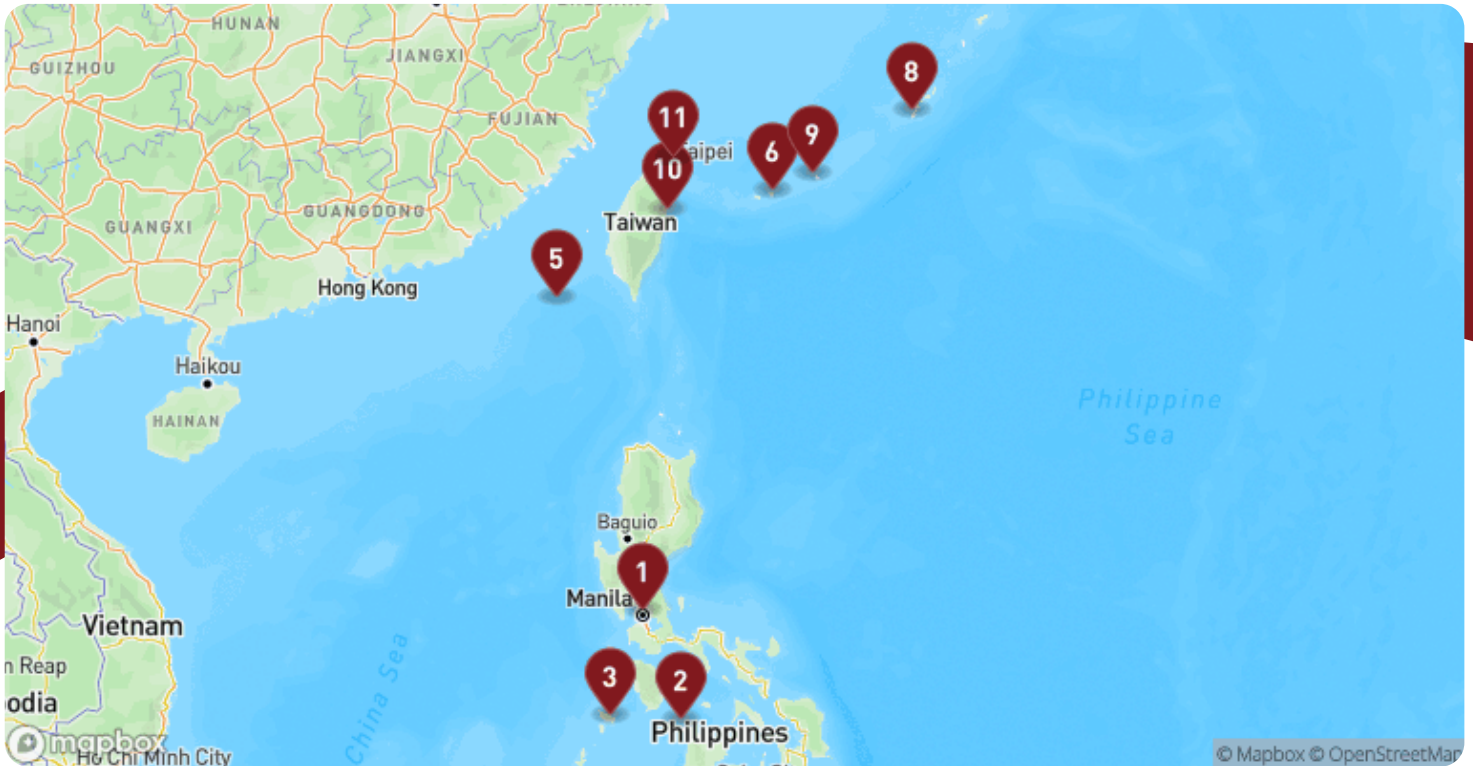 HUNAN
GUIZHOU
JIANGXI
FUJIAN
8
11
9
6
Taipei
10
GUANGXI
GUANGDONG
Taiwan
5
Hong Kong
Hanoi
Haikou
HAINAN
Philippine
Sea
Baguio
1
Manila
Vietnam
3
2
n Reap
odia
China Sea
Philippines
mapbox
Ho Chi Minh City
© Mapbox © OpenStreetMap